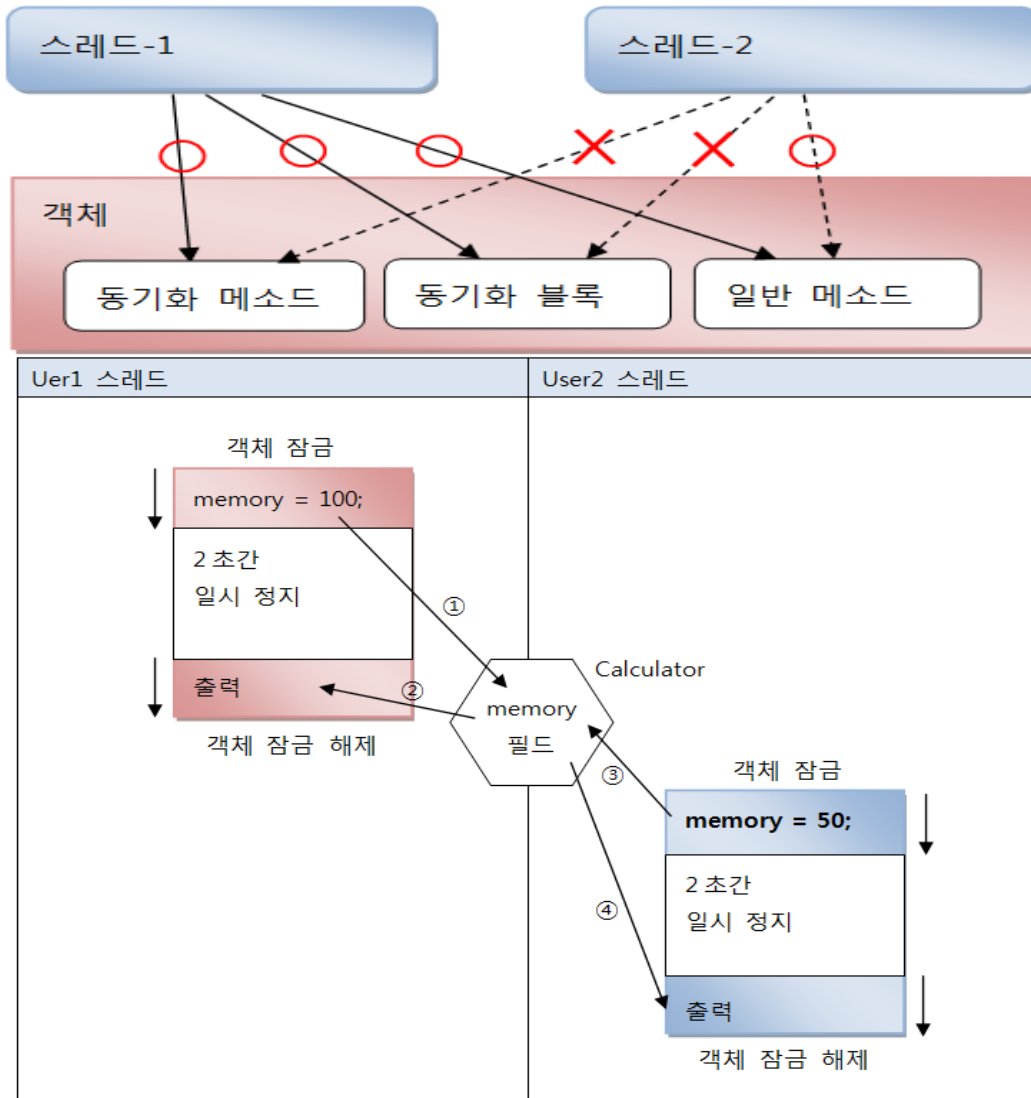 스레드-1
스레드-2
객체
동기화 메소드
동기화 블록
일반 메소드
Uer1 스레드
User2 스레드
객체 잠금
memory = 100;
2초간
일시 정지
①
출력
②
객체 잠금 해제
Calculator
memory
필드
③
객체 잠금
memory = 50;
2초간
일시 정지
④
출력
객체 잠금 해제